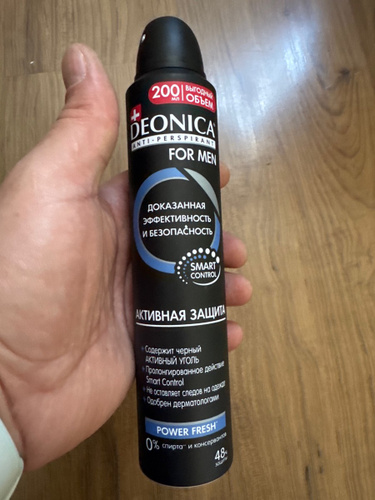 200 МЛ ВЫГОДНЫЙ ОБЪЕМ
DEONICA®
ANTI-PERSPIRANT
FOR MEN
ДОКАЗАННАЯ
ЭФФЕКТИВНОСТЬ
И БЕЗОПАСНОСТЬ
SMART
CONTROL
АКТИВНАЯ ЗАЩИТА
• Содержит черный
АКТИВНЫЙ УГОЛЬ
• Пролонгированное действие
Smart Control
• Не оставляет следов на одежде
• Одобрен дерматологами
POWER FRESH
0% спирта и консервантов
48ч